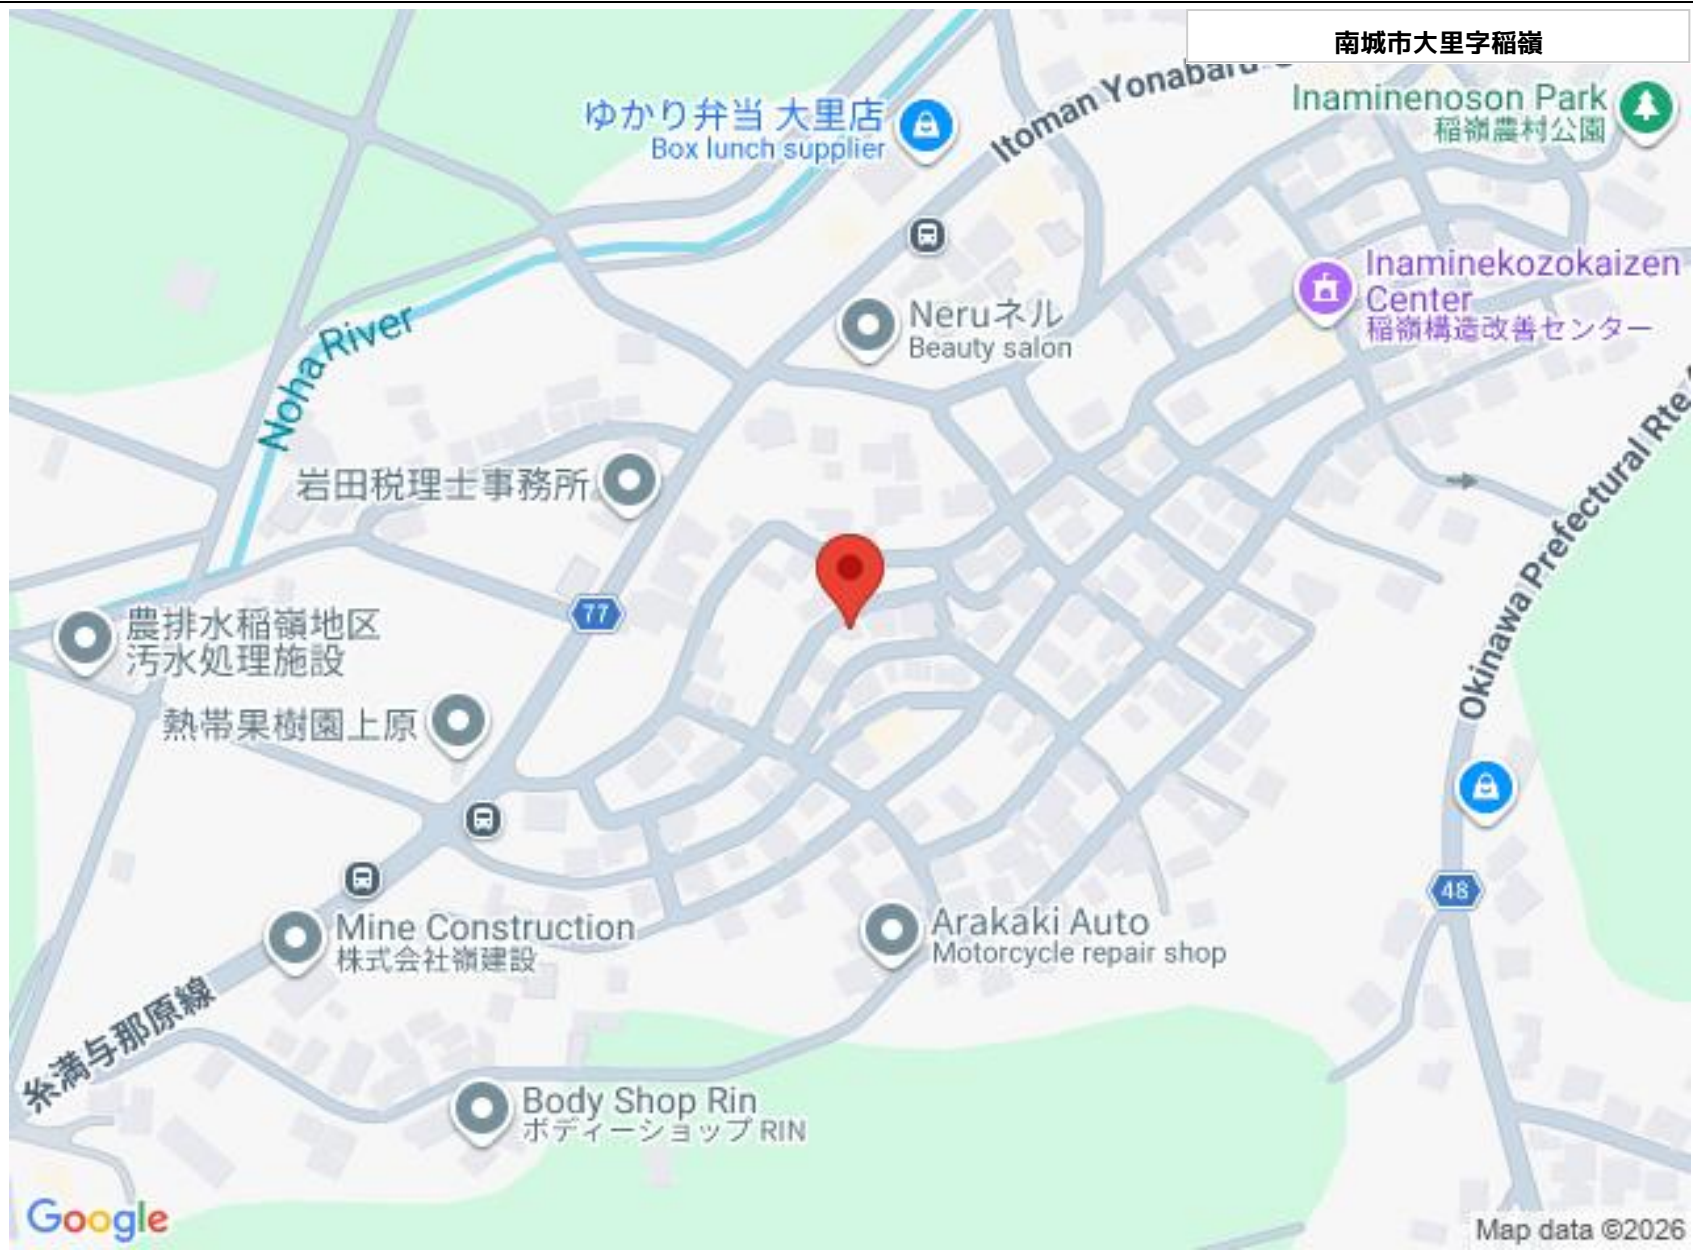 南城市大里字稲嶺
Itoman Yonabaru
ゆかり弁当 大里店
Box lunch supplier
Inaminenoson Park
稲嶺農村公園
Inaminekozokaizen
Center
稲嶺構造改善センター
Neruネル
Beauty salon
Noha River
岩田税理士事務所
77
農排水稲嶺地区
汚水処理施設
熱帯果樹園上原
Okinawa Prefectural Rte
48
Mine Construction
株式会社嶺建設
Arakaki Auto
Motorcycle repair shop
糸満与那原線
Body Shop Rin
ボディーショップ RIN
Google
Map data ©2026